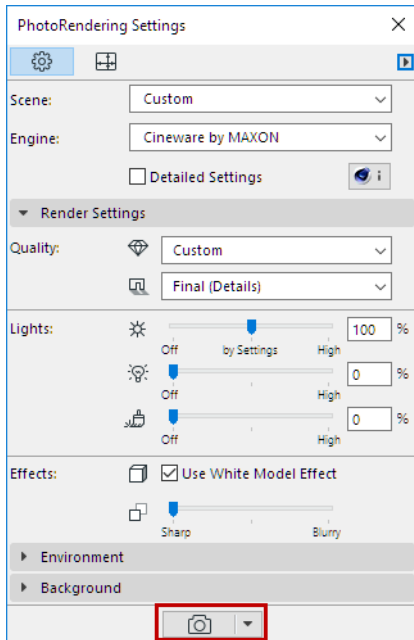 PhotoRendering Settings
Scene: Custom
Engine: Cineware by MAXON
Detailed Settings i
Render Settings
Quality: Custom
Final (Details)
Lights: 100 %
Off by Settings High
0 %
Off High
0 %
Off High
Effects: Use White Model Effect
Sharp Blurry
Environment
Background